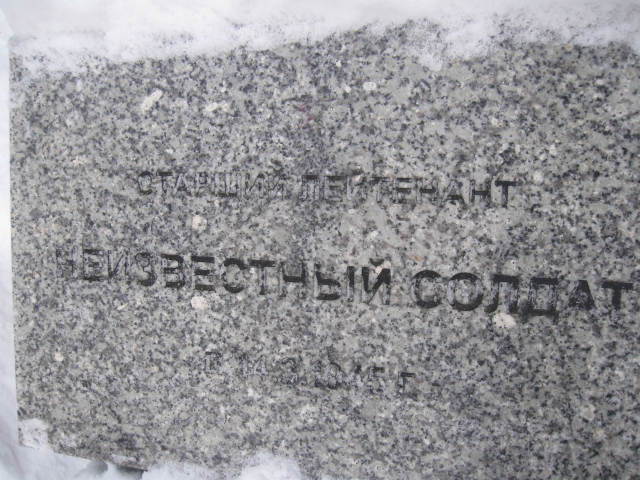 СТАРШИЙ ЛЕЙТЕНАНТ
НЕИЗВЕСТНЫЙ СОЛДАТ
1945 Г.